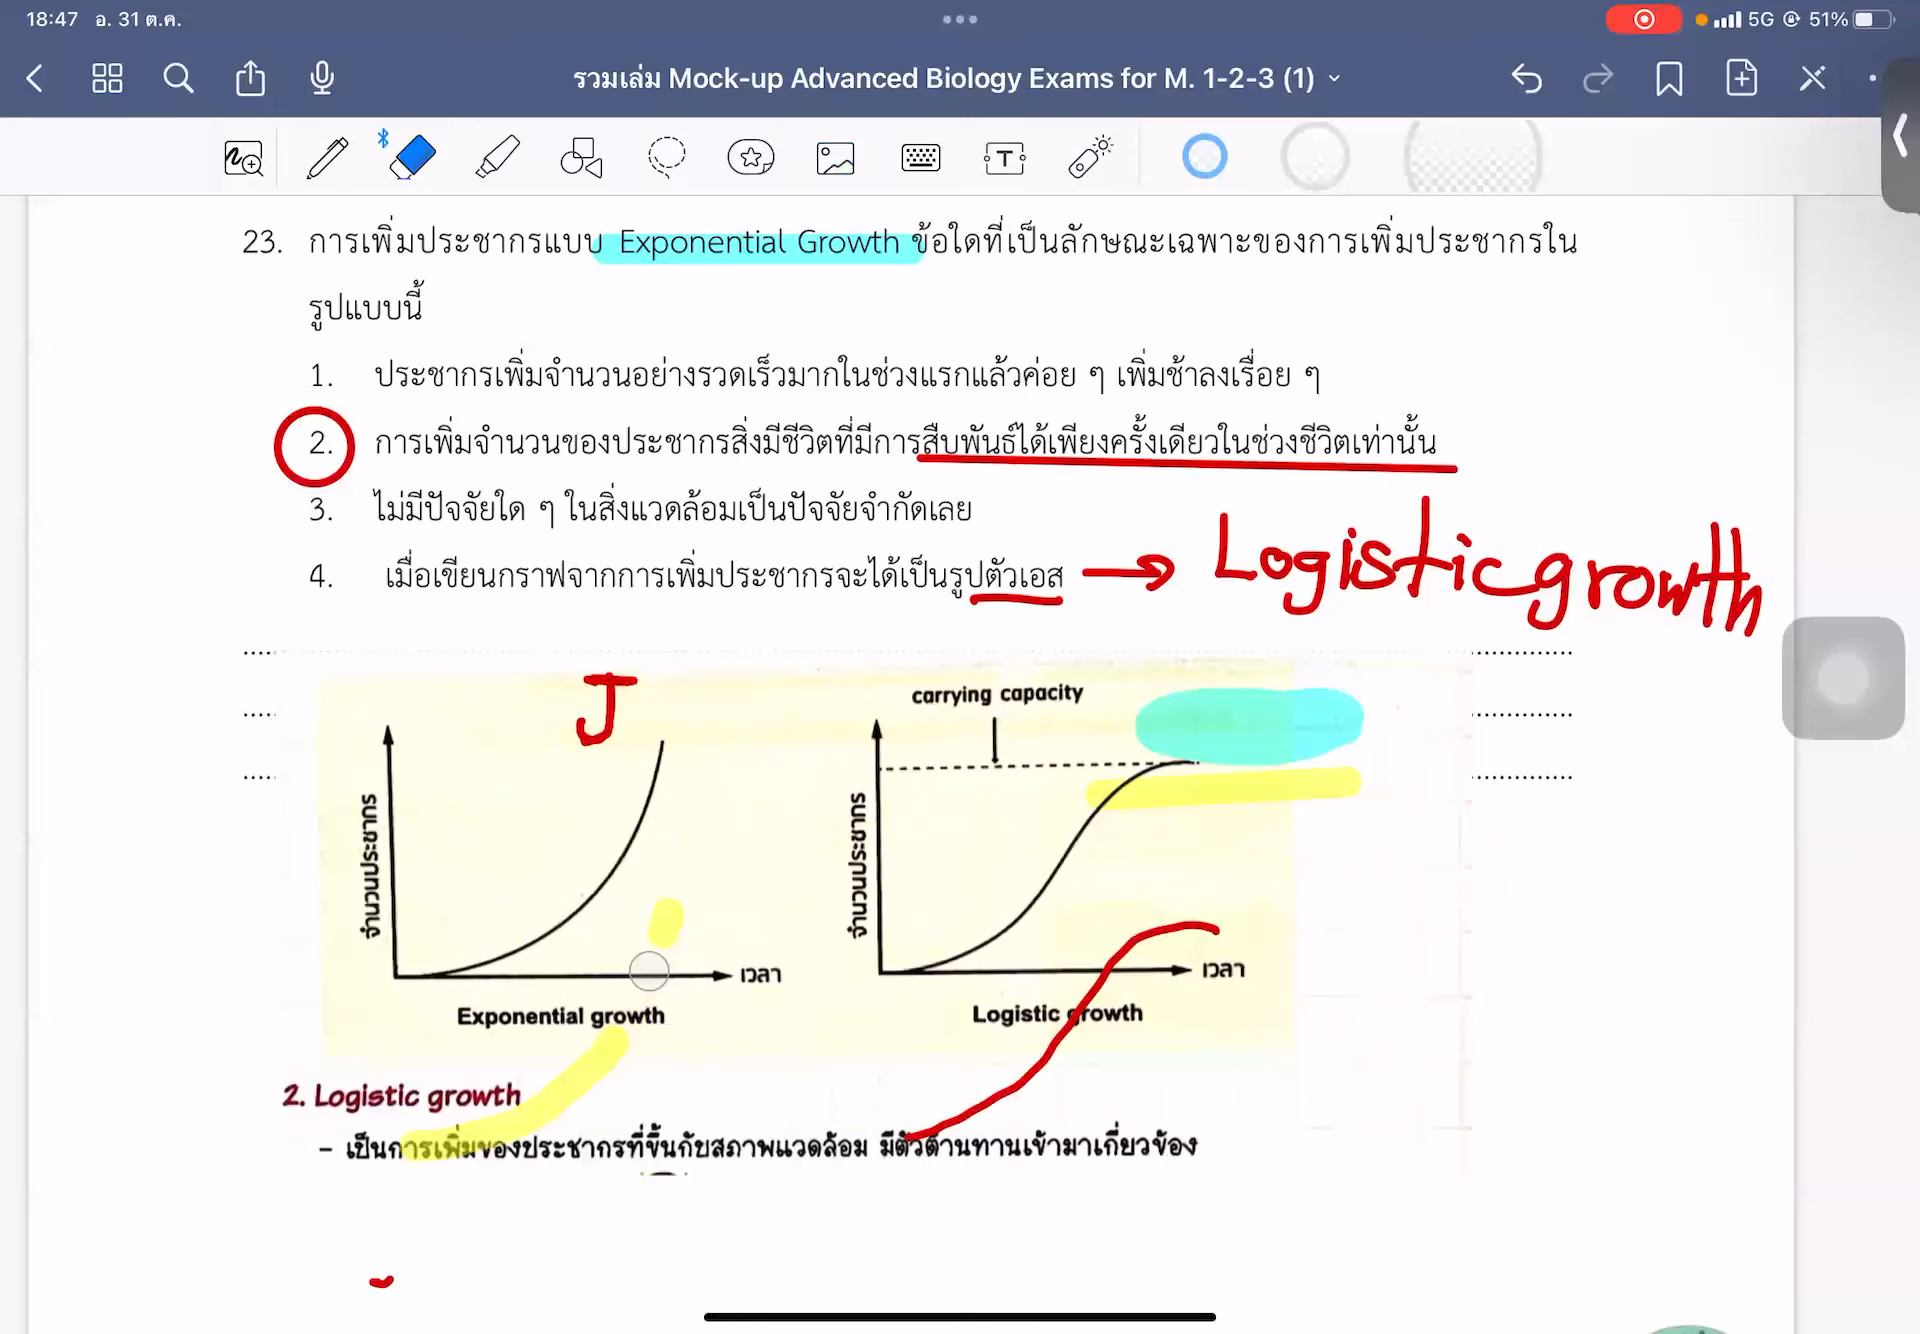 18:47 อ. 31 ต.ค.
5G 51%
รวมเล่ม Mock-up Advanced Biology Exams for M. 1-2-3 (1)
23. การเพิ่มประชากรแบบ Exponential Growth ข้อใดที่เป็นลักษณะเฉพาะของการเพิ่มประชากรใน
รูปแบบนี้
1. ประชากรเพิ่มจำนวนอย่างรวดเร็วมากในช่วงแรกแล้วค่อย ๆ เพิ่มช้าลงเรื่อย ๆ
2. การเพิ่มจำนวนของประชากรสิ่งมีชีวิตที่มีการสืบพันธ์ได้เพียงครั้งเดียวในช่วงชีวิตเท่านั้น
3. ไม่มีปัจจัยใด ๆ ในสิ่งแวดล้อมเป็นปัจจัยจำกัดเลย
4. เมื่อเขียนกราฟจากการเพิ่มประชากรจะได้เป็นรูปตัวเอส → Logistic growth
J
carrying capacity
จำนวนประชากร
เวลา
Exponential growth
จำนวนประชากร
เวลา
Logistic growth
2. Logistic growth
– เป็นการเพิ่มของประชากรที่ขึ้นกับสภาพแวดล้อม มีตัวต้านทานเข้ามาเกี่ยวข้อง